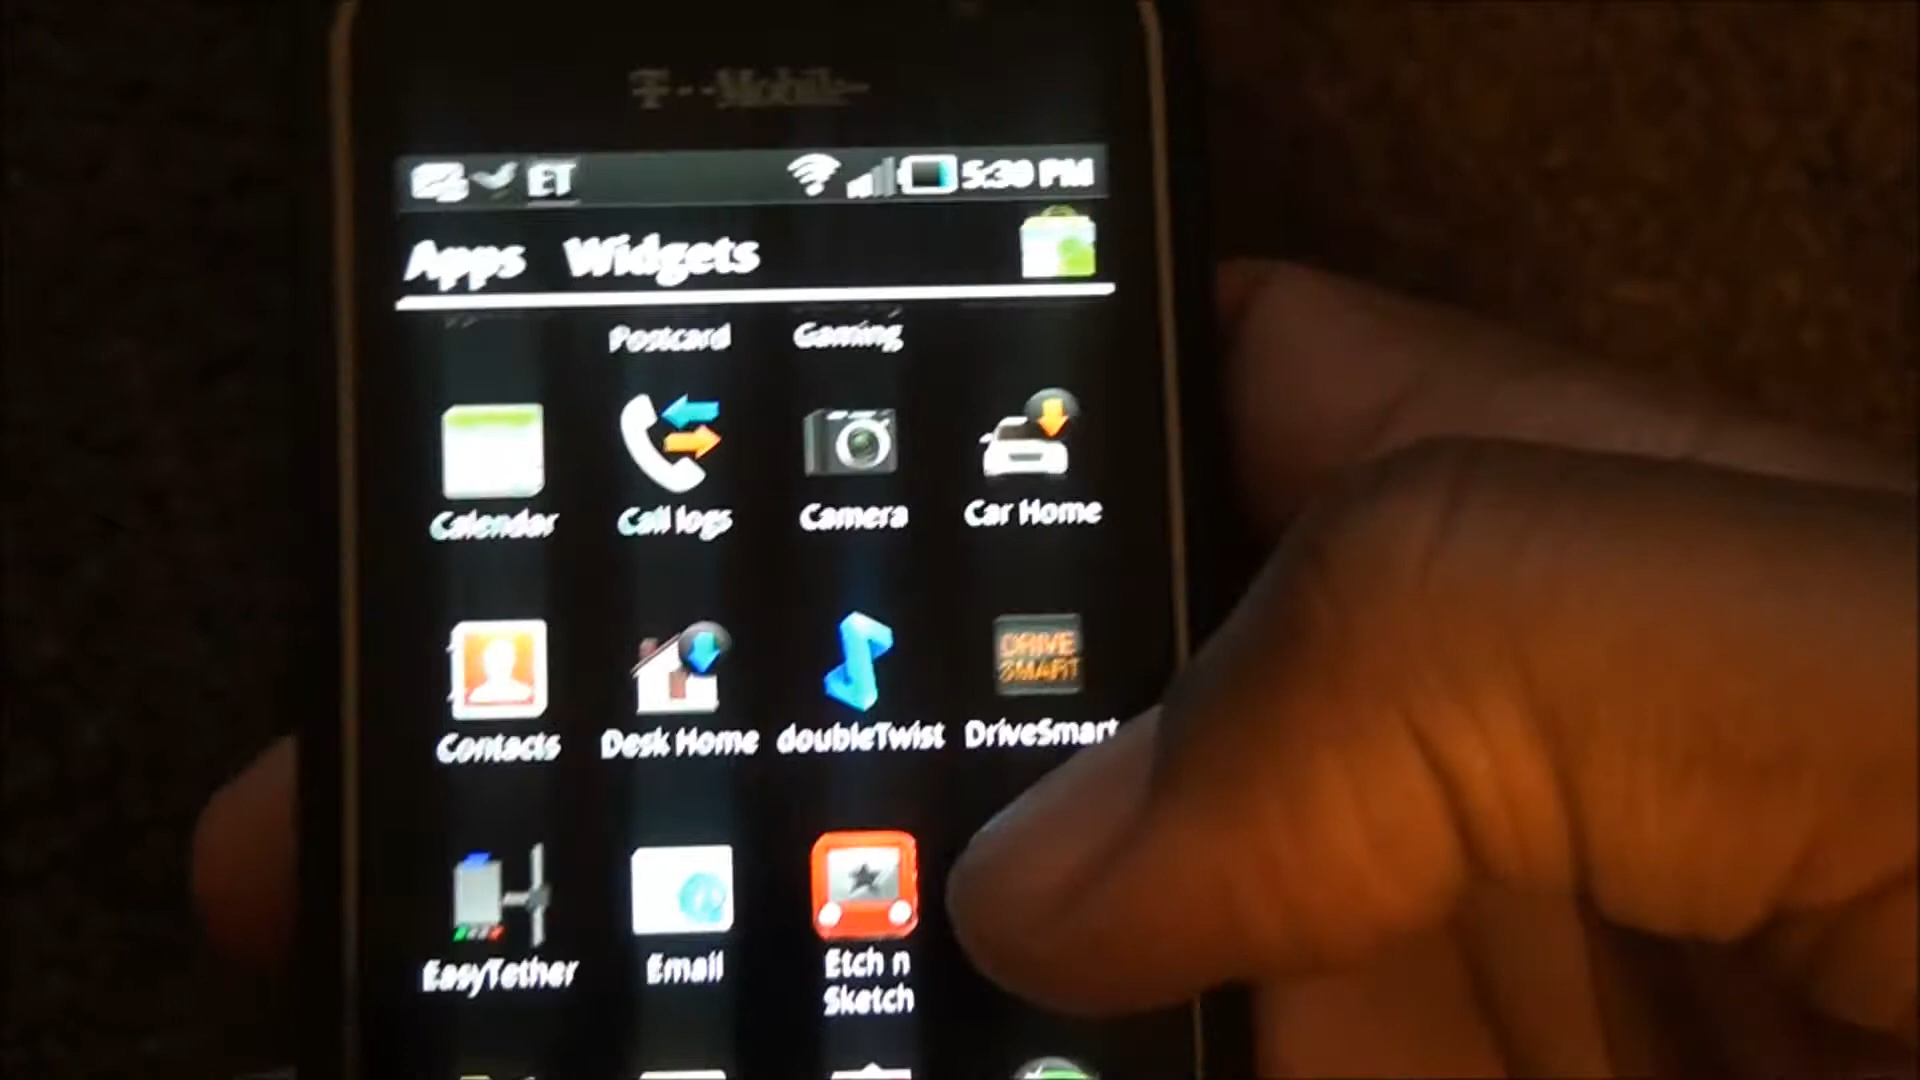 T - -Mobile-
ET 5:30 PM
Apps Widgets
Postcard Gaming
Calendar Call logs Camera Car Home
DRIVE
SMART
Contacts Desk Home doubleTwist DriveSmart
EasyTether Email Etch n
Sketch